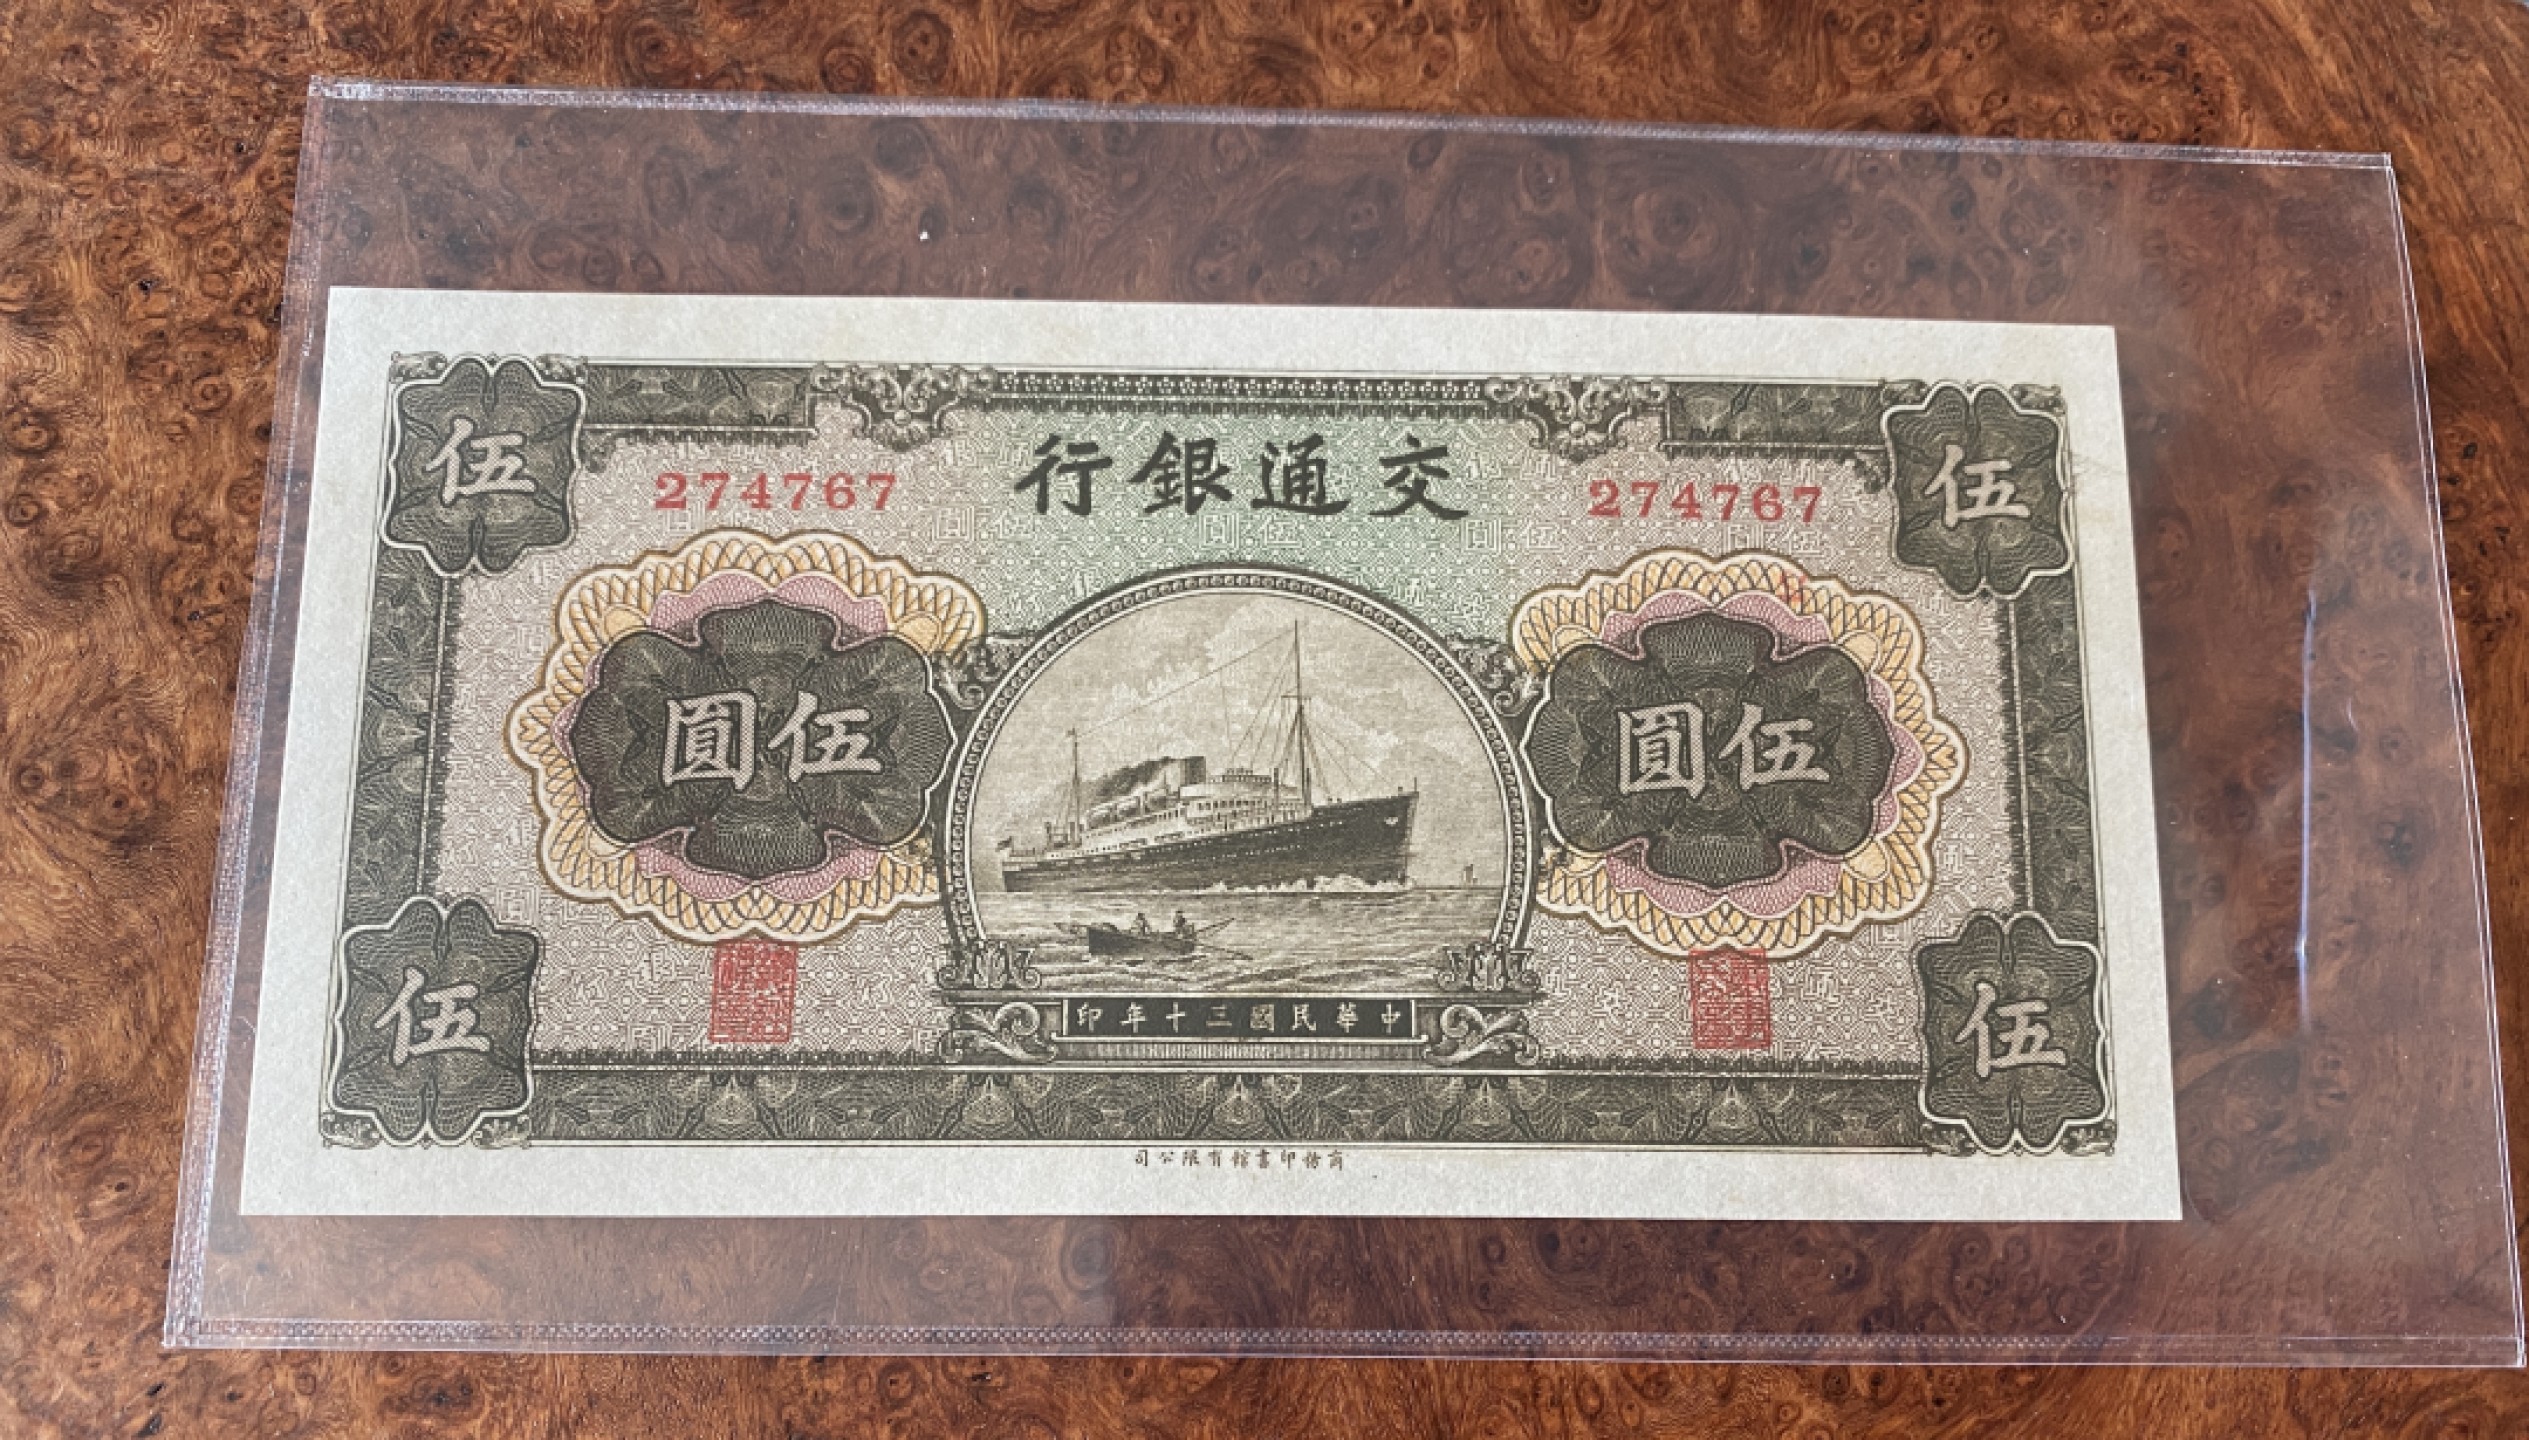 交通銀行
274767
274767
伍
伍
伍圓
伍圓
中華民國三十年印
伍
伍
商務印書館有限公司